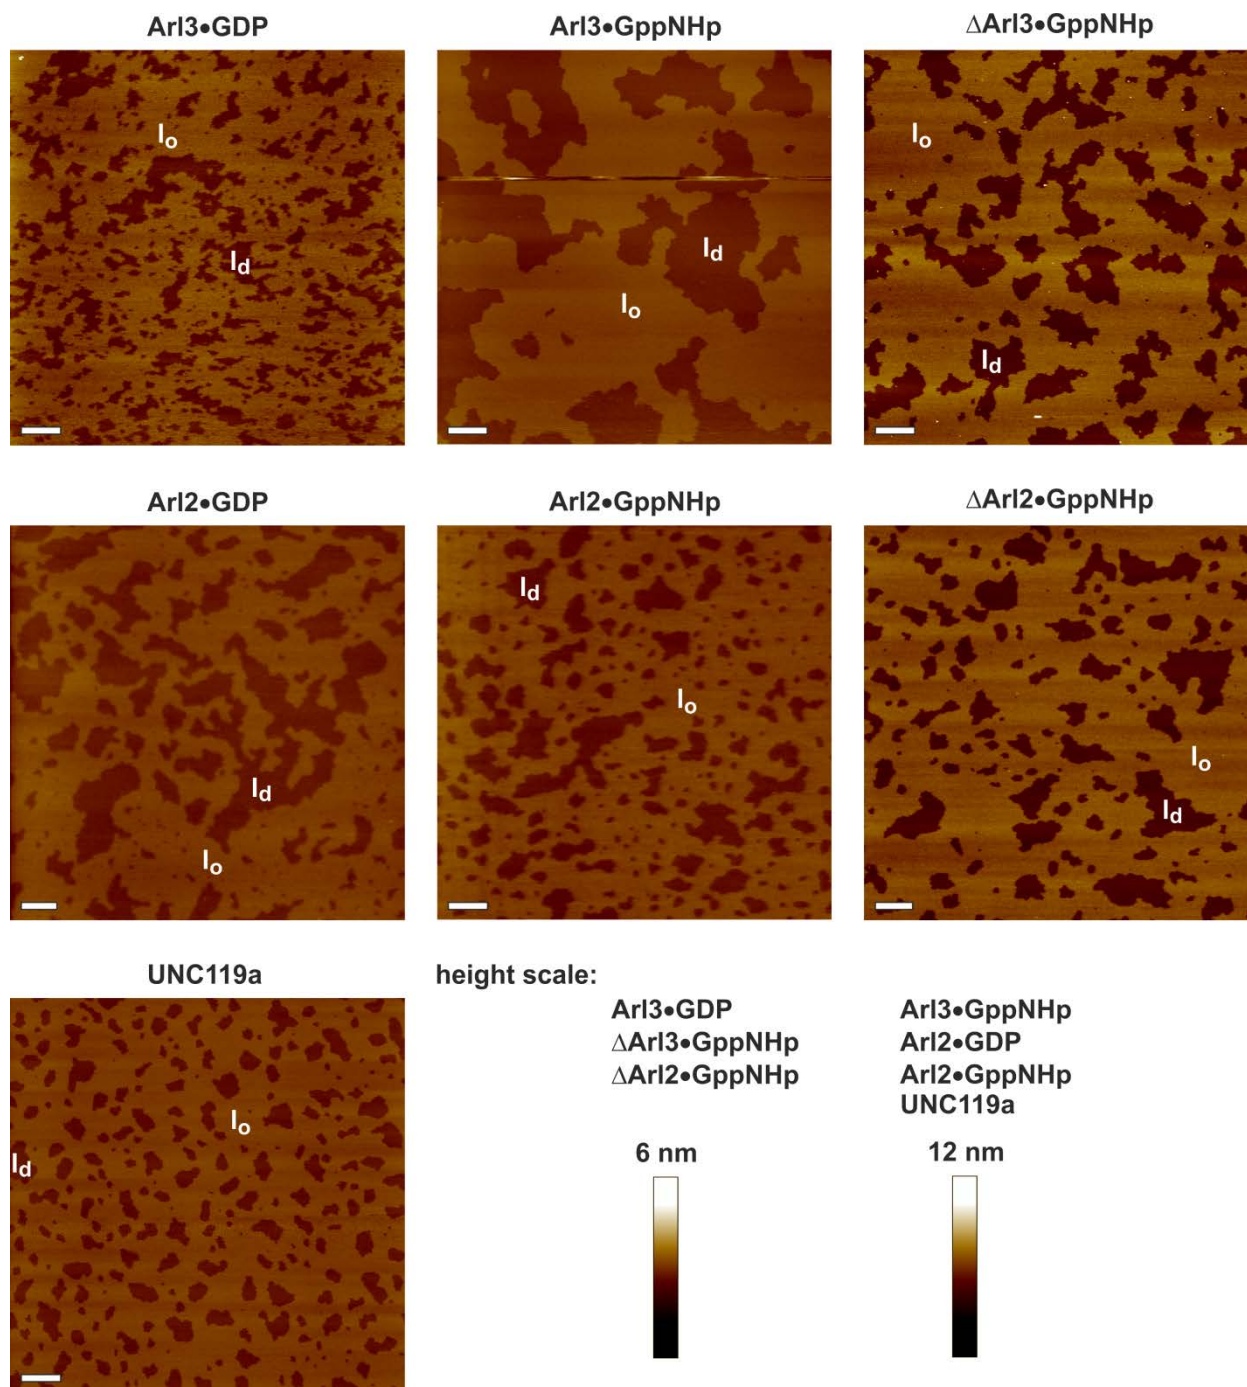 Arl3•GDP
Arl3•GppNHp
ΔArl3•GppNHp
lo
ld
ld
lo
lo
ld
Arl2•GDP
Arl2•GppNHp
ΔArl2•GppNHp
ld
lo
ld
lo
lo
ld
UNC119a
lo
ld
height scale:
Arl3•GDP
ΔArl3•GppNHp
ΔArl2•GppNHp
6 nm
Arl3•GppNHp
Arl2•GDP
Arl2•GppNHp
UNC119a
12 nm